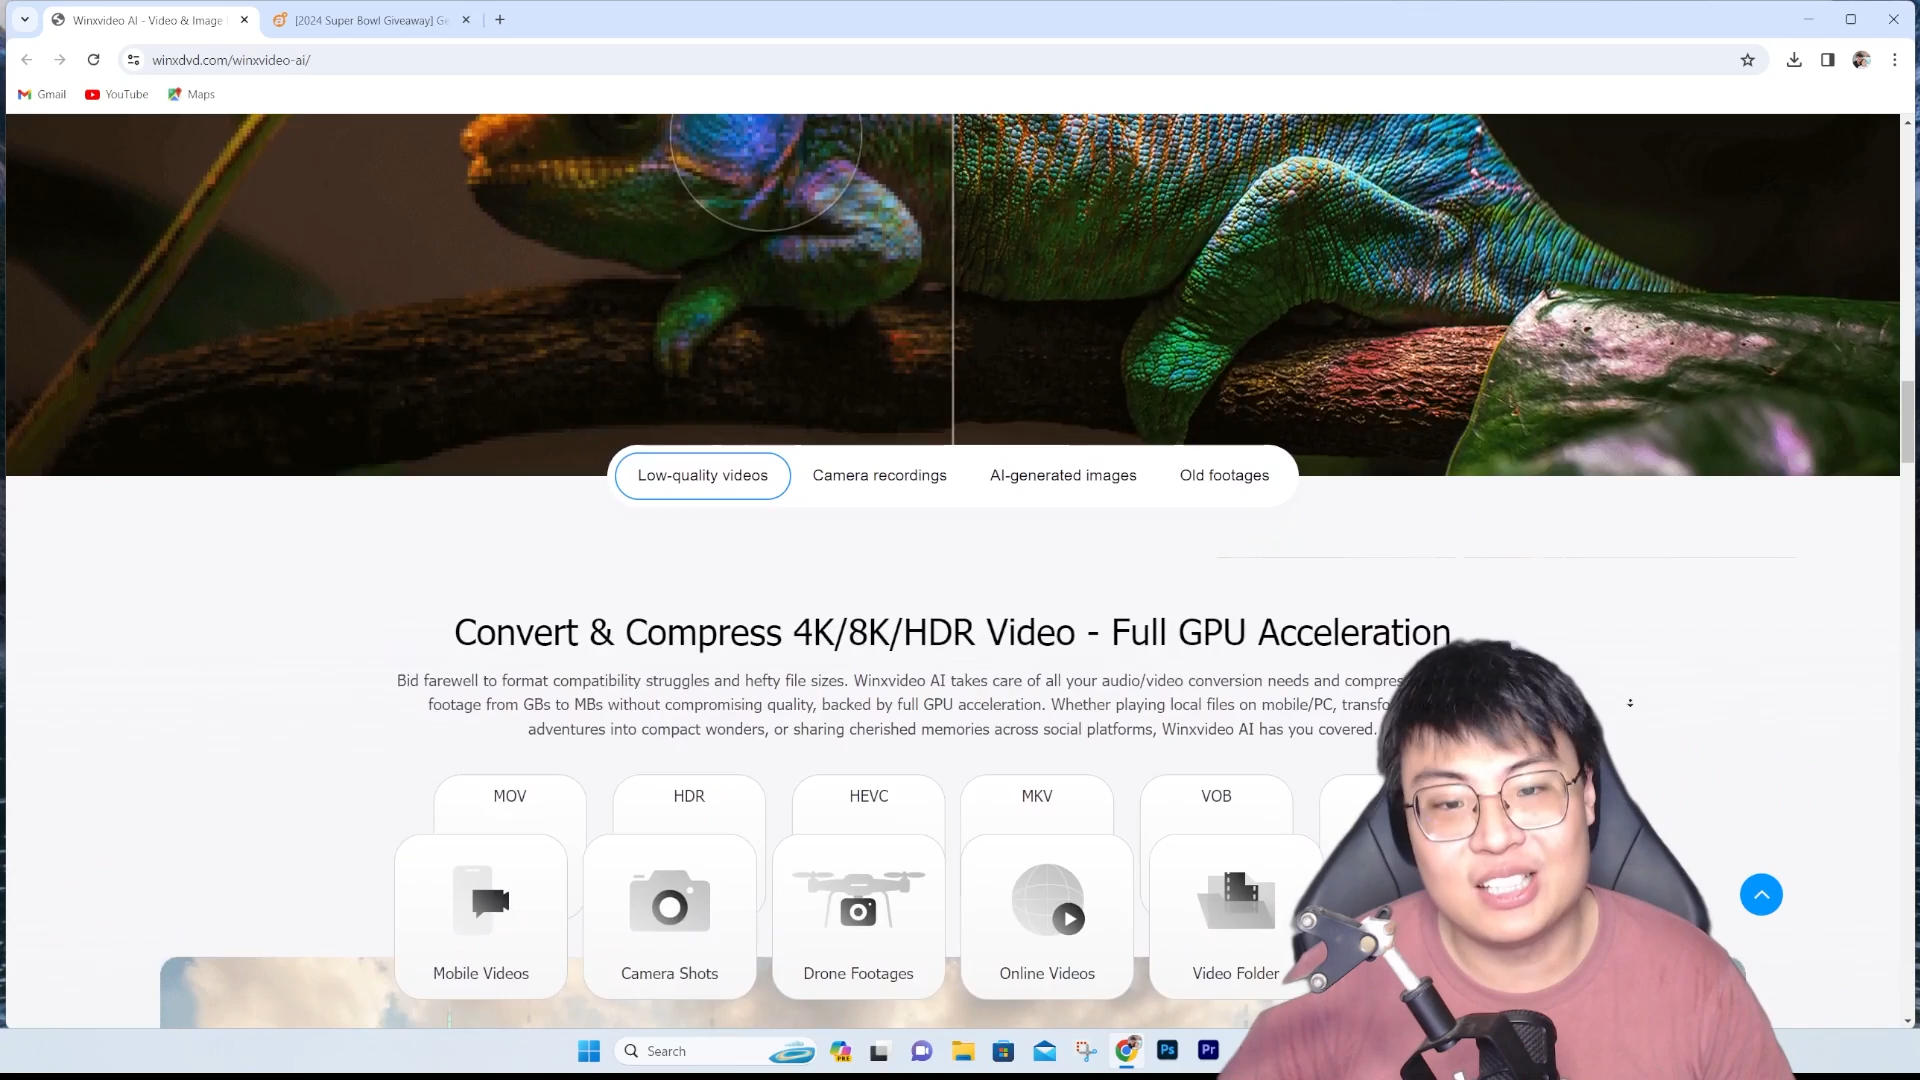 Winxvideo AI - Video & Image
[2024 Super Bowl Giveaway] Ge
winxdvd.com/winxvideo-ai/
Gmail
YouTube
Maps
Low-quality videos
Camera recordings
AI-generated images
Old footages
Convert & Compress 4K/8K/HDR Video - Full GPU Acceleration
Bid farewell to format compatibility struggles and hefty file sizes. Winxvideo AI takes care of all your audio/video conversion needs and compres
footage from GBs to MBs without compromising quality, backed by full GPU acceleration. Whether playing local files on mobile/PC, transfo
adventures into compact wonders, or sharing cherished memories across social platforms, Winxvideo AI has you covered.
MOV
HDR
HEVC
MKV
VOB
Mobile Videos
Camera Shots
Drone Footages
Online Videos
Video Folder
Search
PRE
Ps
Pr